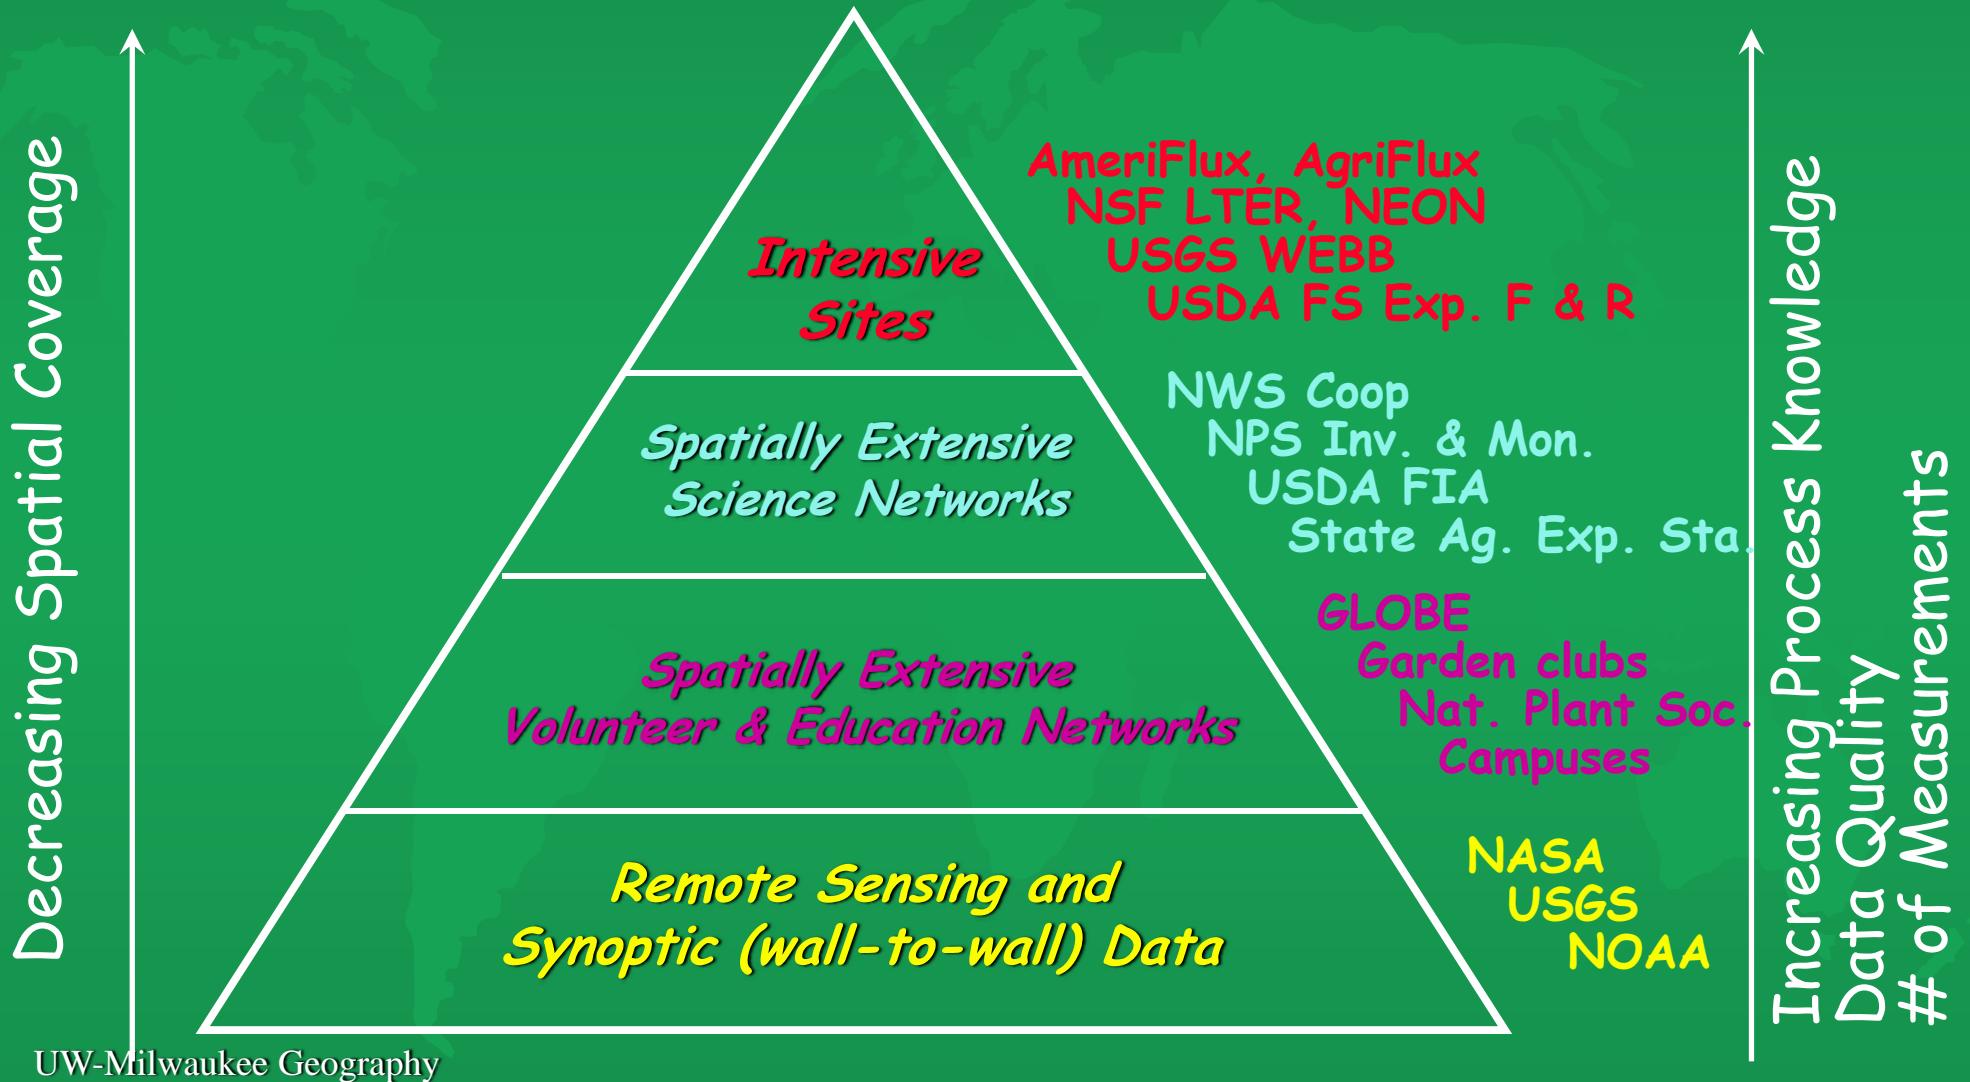 Decreasing Spatial Coverage
Intensive
Sites
AmeriFlux, AgriFlux
NSF LTER, NEON
USGS WEBB
USDA FS Exp. F & R
Spatially Extensive
Science Networks
NWS Coop
NPS Inv. & Mon.
USDA FIA
State Ag. Exp. Sta.
Spatially Extensive
Volunteer & Education Networks
GLOBE
Garden clubs
Nat. Plant Soc.
Campuses
Remote Sensing and
Synoptic (wall-to-wall) Data
NASA
USGS
NOAA
Increasing Process Knowledge
Data Quality
# of Measurements
UW-Milwaukee Geography